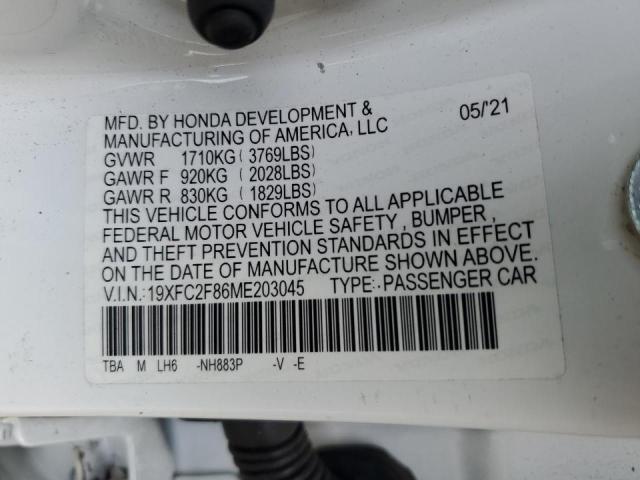 MFD. BY HONDA DEVELOPMENT & 05/'21
MANUFACTURING OF AMERICA, LLC
GVWR 1710KG( 3769LBS)
GAWR F 920KG( 2028LBS)
GAWR R 830KG( 1829LBS)
THIS VEHICLE CONFORMS TO ALL APPLICABLE
FEDERAL MOTOR VEHICLE SAFETY , BUMPER ,
AND THEFT PREVENTION STANDARDS IN EFFECT
ON THE DATE OF MANUFACTURE SHOWN ABOVE.
V.I.N.:19XFC2F86ME203045 TYPE: PASSENGER CAR
TBA M LH6 -NH883P -V -E